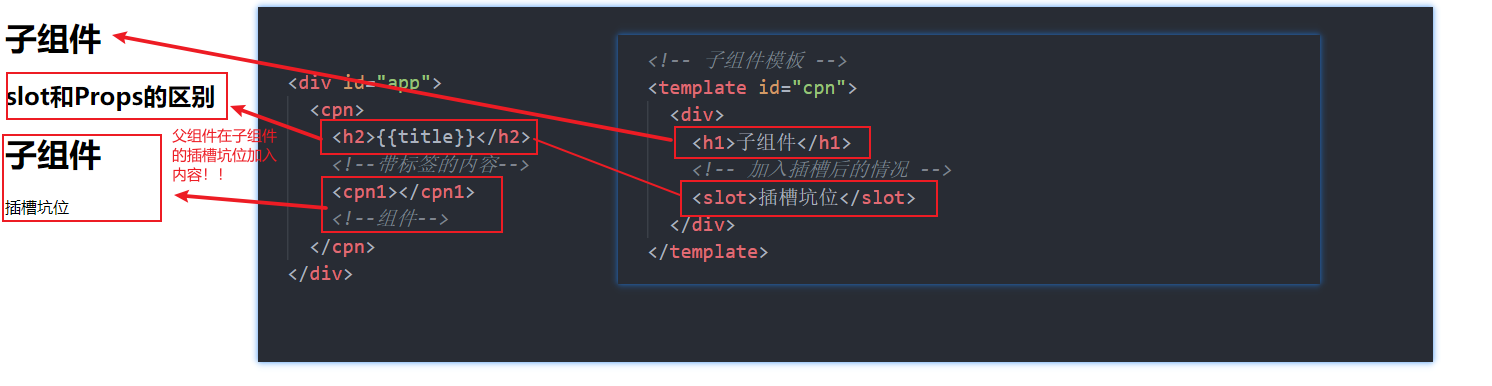 子组件
slot和Props的区别
子组件
插槽坑位
父组件在子组件
的插槽坑位加入
内容！！
<div id="app">
<cpn>
<h2>{{title}}</h2>
<!--带标签的内容-->
<cpn1></cpn1>
<!--组件-->
</cpn>
</div>
<!-- 子组件模板 -->
<template id="cpn">
<div>
<h1>子组件</h1>
<!-- 加入插槽后的情况 -->
<slot>插槽坑位</slot>
</div>
</template>